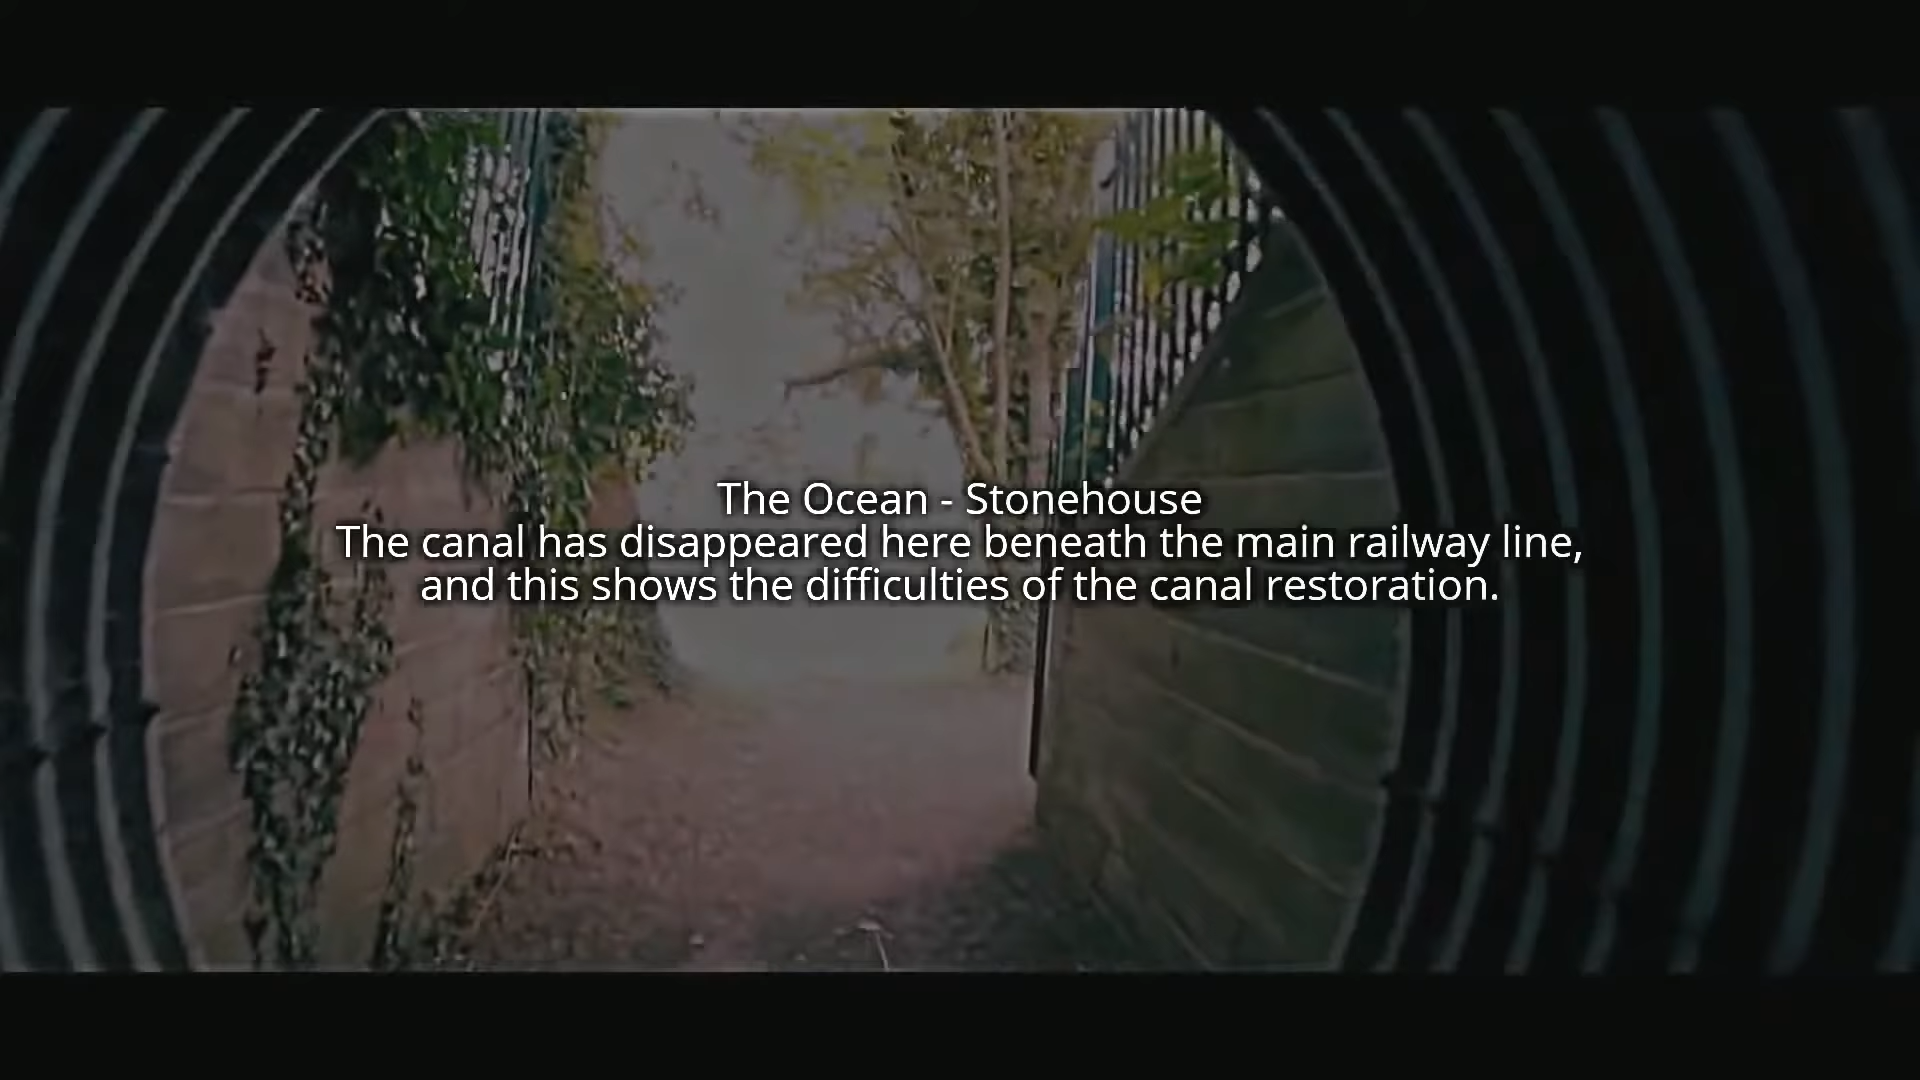 The Ocean - Stonehouse
The canal has disappeared here beneath the main railway line,
and this shows the difficulties of the canal restoration.